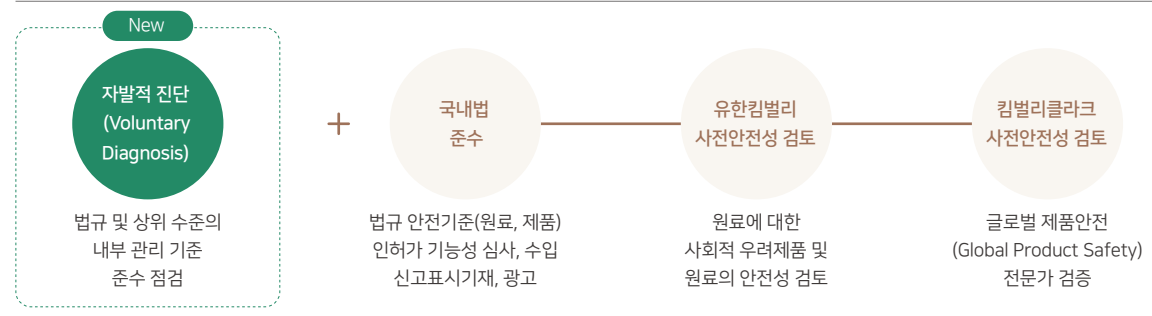 New
자발적 진단
(Voluntary
Diagnosis)
법규 및 상위 수준의
내부 관리 기준
준수 점검
+
국내법
준수
법규 안전기준(원료, 제품)
인허가 기능성 심사, 수입
신고표시기재, 광고
유한킴벌리
사전안전성 검토
원료에 대한
사회적 우려제품 및
원료의 안전성 검토
킴벌리클라크
사전안전성 검토
글로벌 제품안전
(Global Product Safety)
전문가 검증